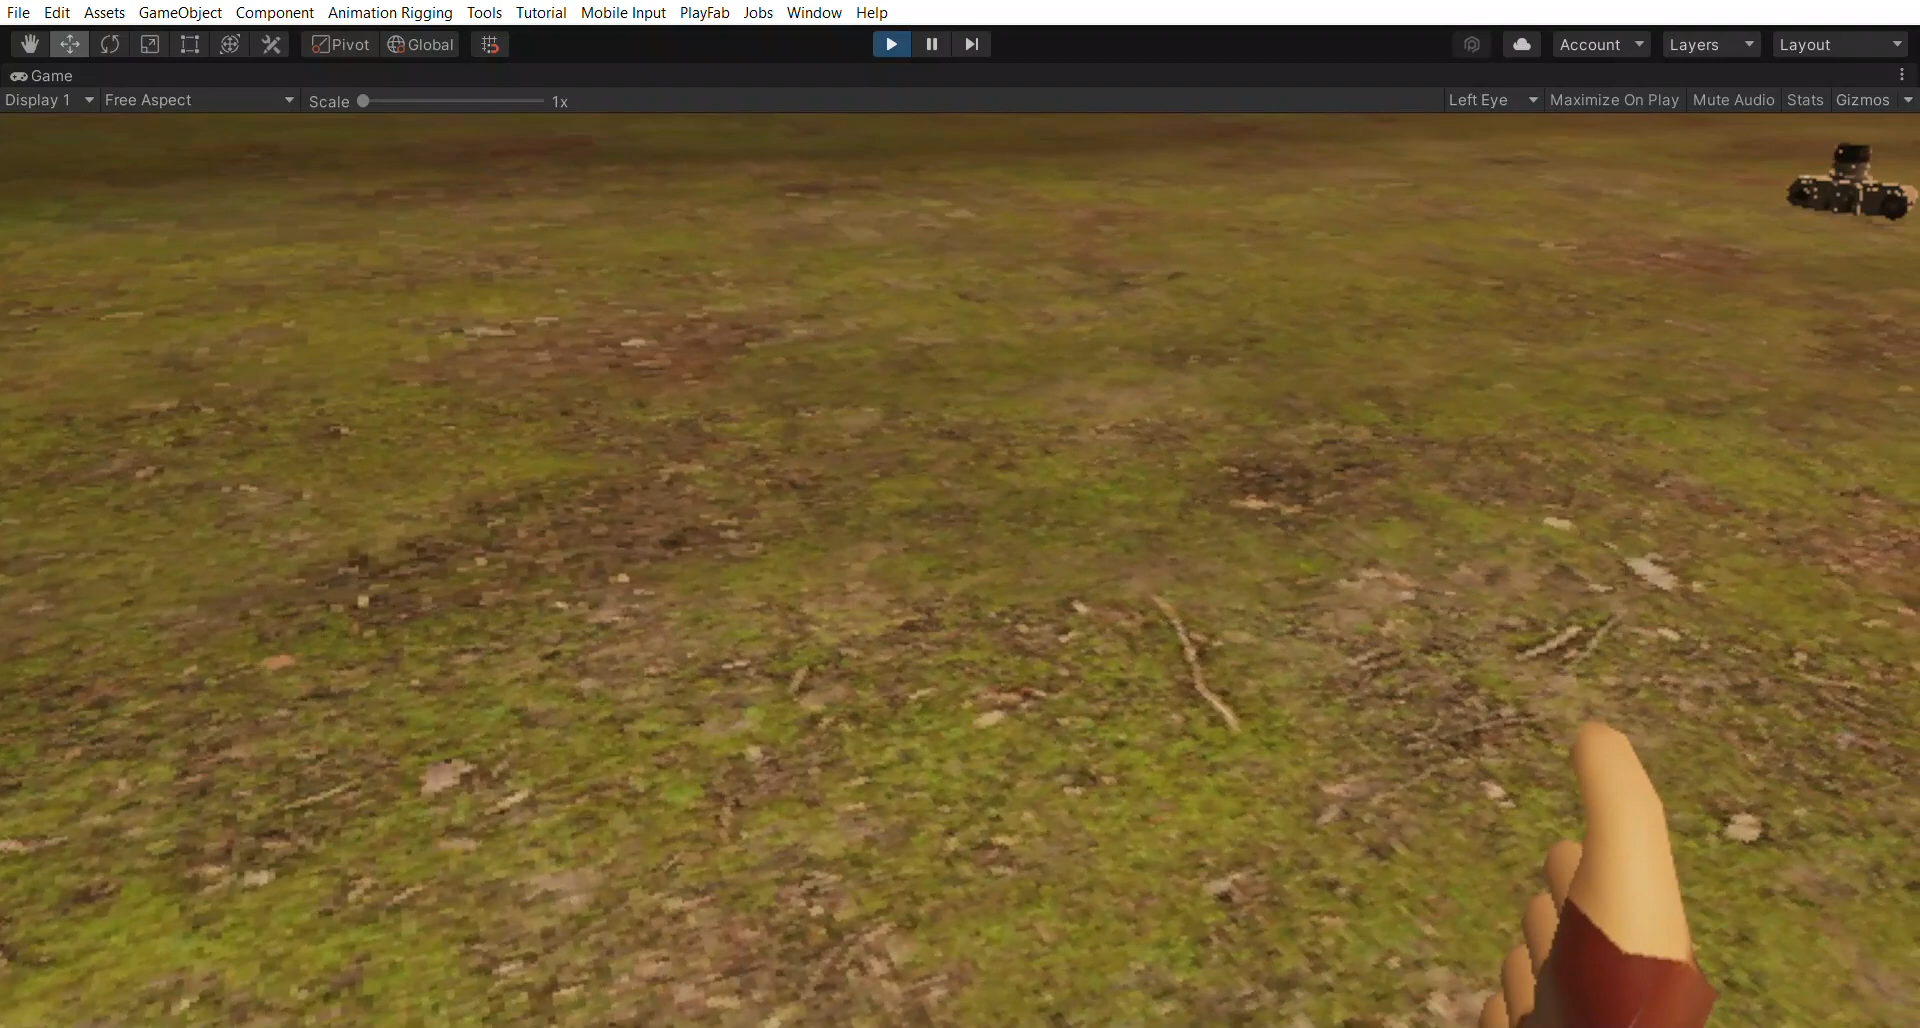 File Edit Assets GameObject Component Animation Rigging Tools Tutorial Mobile Input PlayFab Jobs Window Help
Pivot Global Account Layers Layout
Game
Display 1 Free Aspect Scale 1x Left Eye Maximize On Play Mute Audio Stats Gizmos